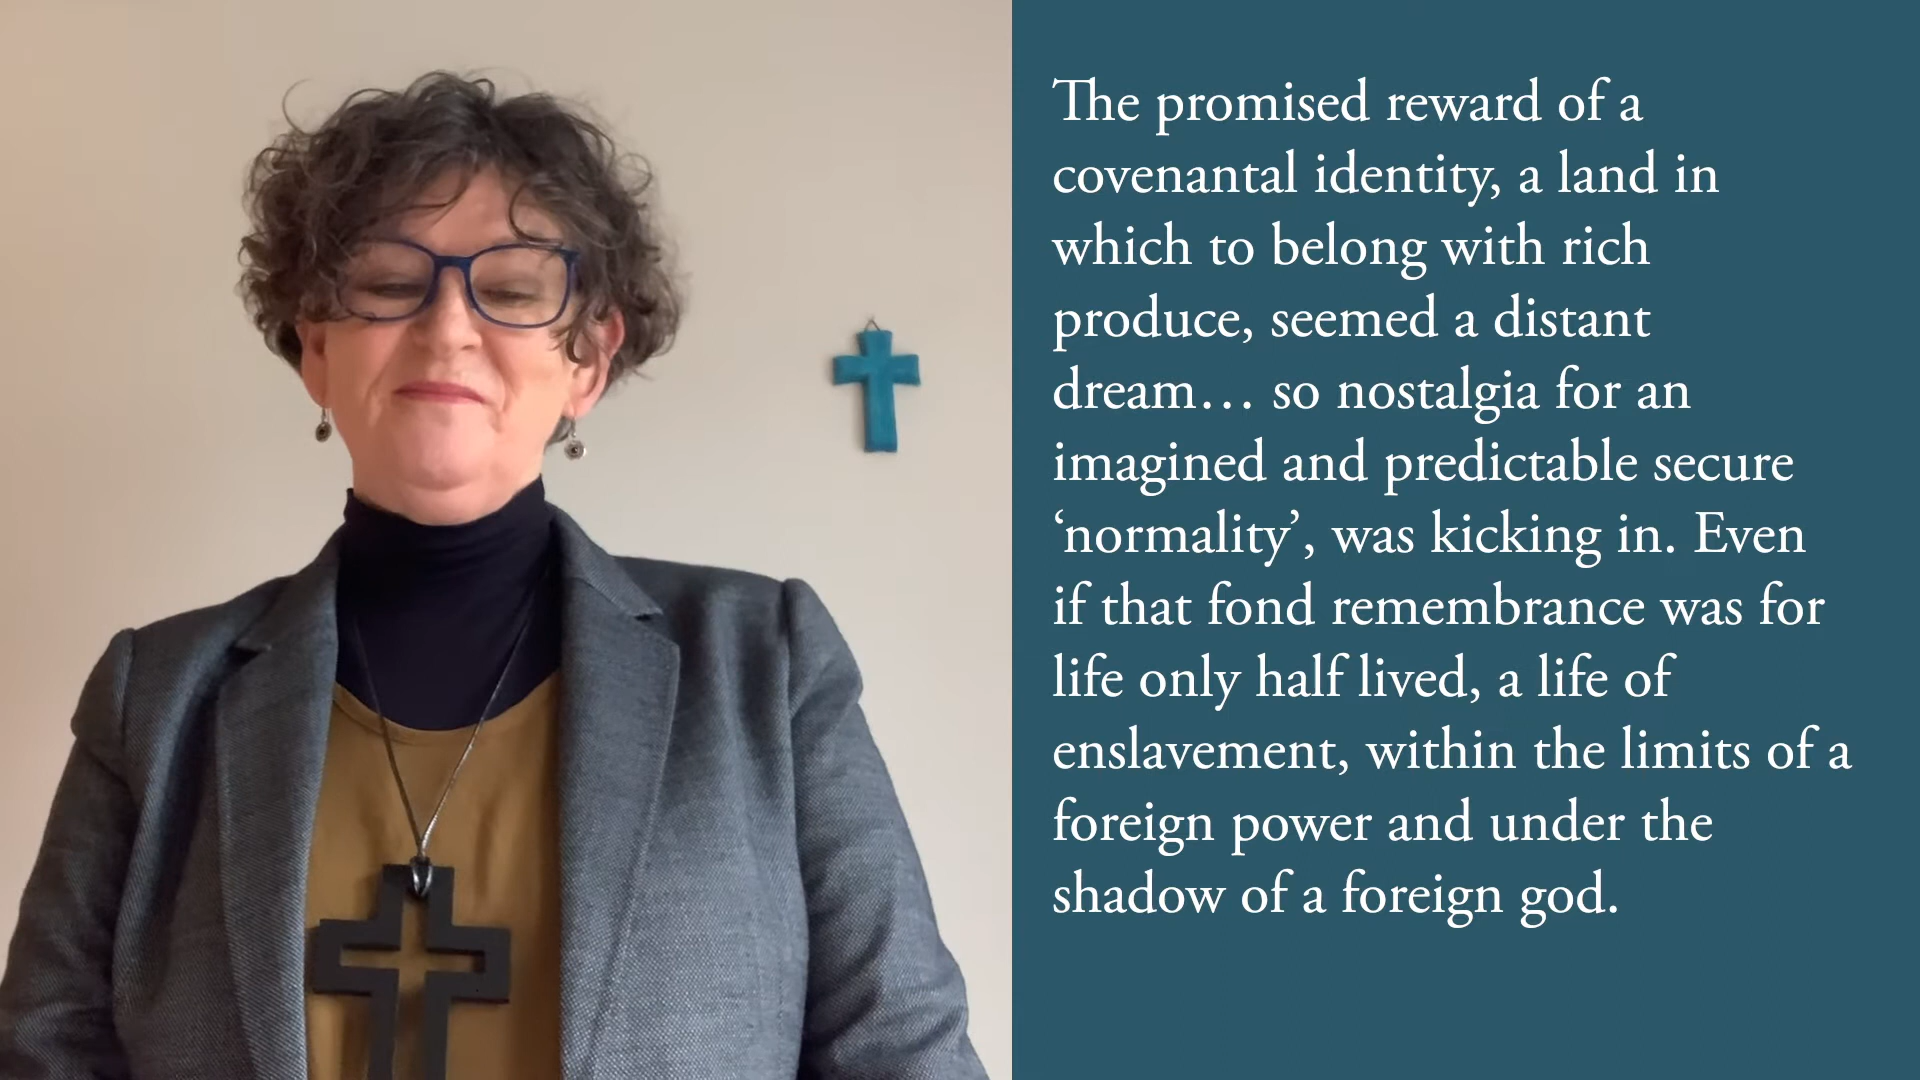 The promised reward of a
covenantal identity, a land in
which to belong with rich
produce, seemed a distant
dream… so nostalgia for an
imagined and predictable secure
‘normality’, was kicking in. Even
if that fond remembrance was for
life only half lived, a life of
enslavement, within the limits of a
foreign power and under the
shadow of a foreign god.